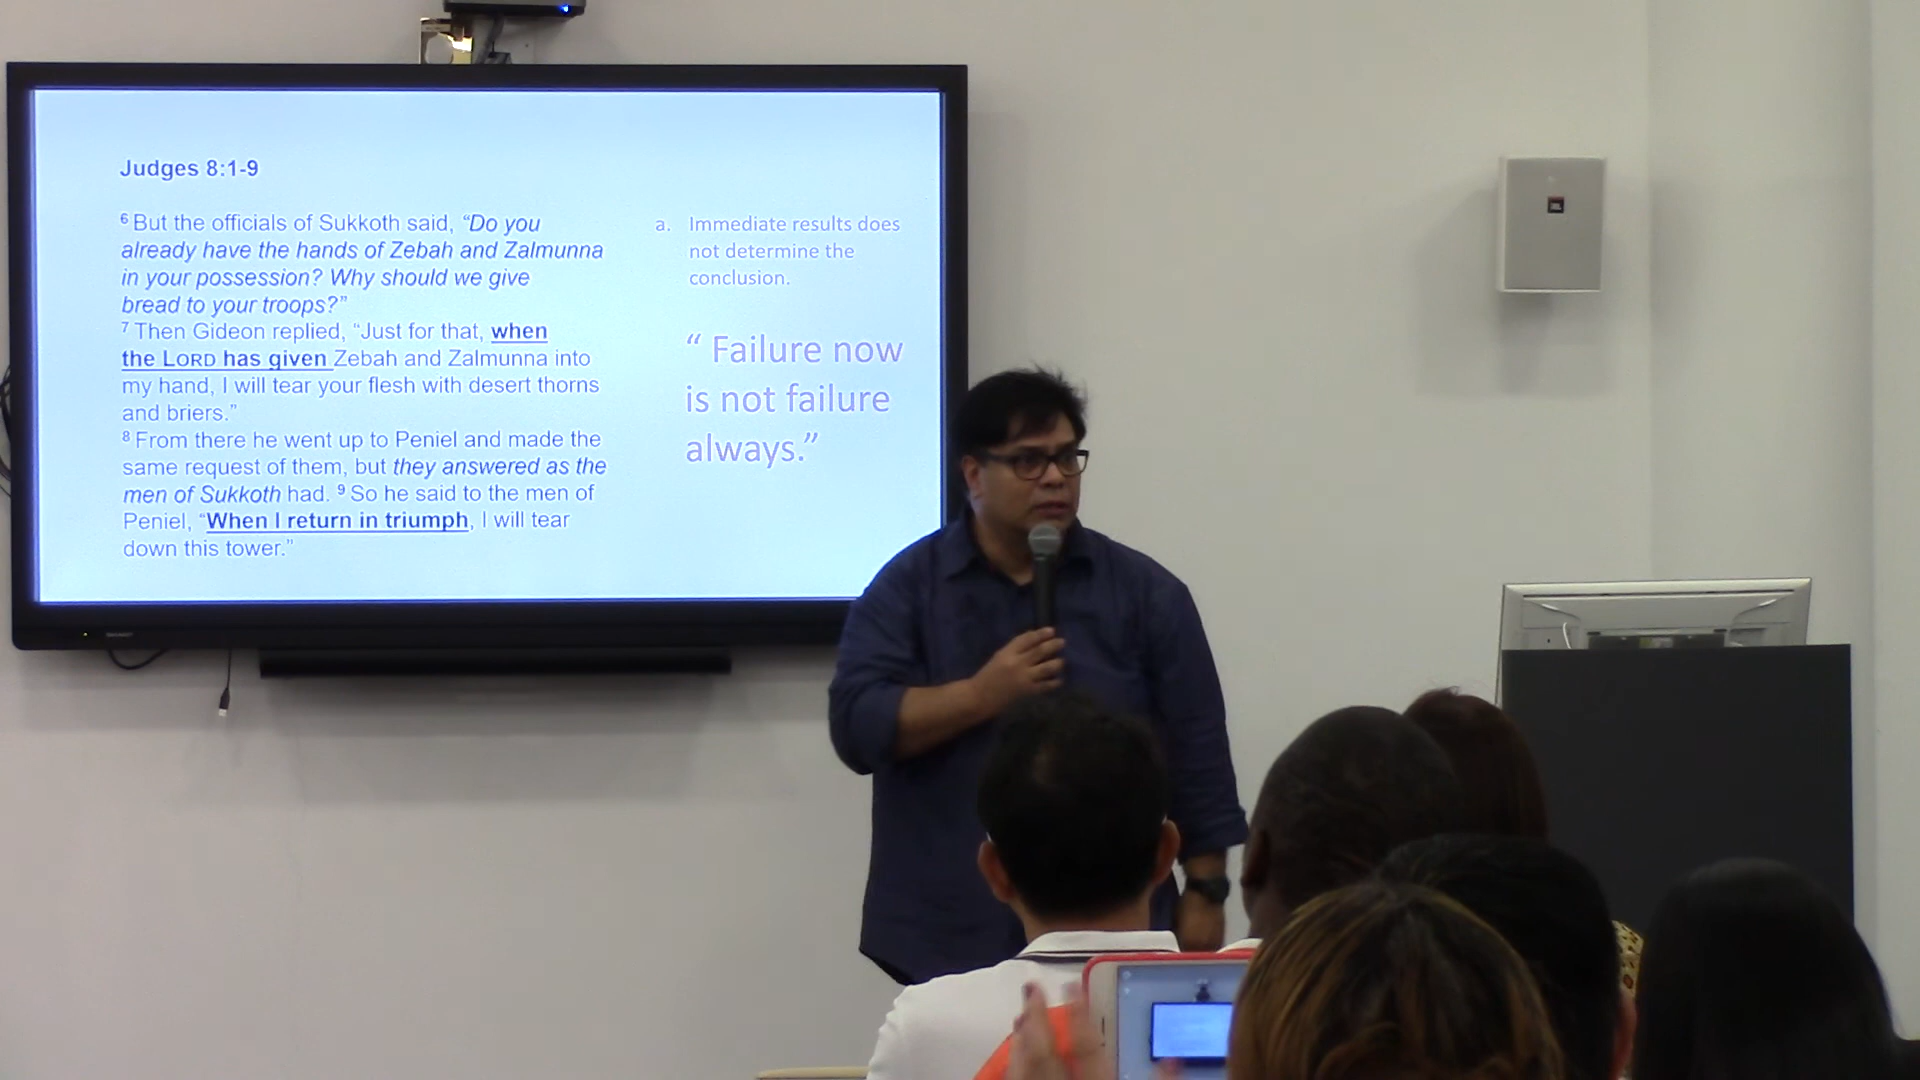 Judges 8:1-9
6 But the officials of Sukkoth said, “Do you
already have the hands of Zebah and Zalmunna
in your possession? Why should we give
bread to your troops?”
7 Then Gideon replied, “Just for that, when
the LORD has given Zebah and Zalmunna into
my hand, I will tear your flesh with desert thorns
and briers.”
8 From there he went up to Peniel and made the
same request of them, but they answered as the
men of Sukkoth had. 9 So he said to the men of
Peniel, “When I return in triumph, I will tear
down this tower.”
a. Immediate results does
not determine the
conclusion.
“ Failure now
is not failure
always.”